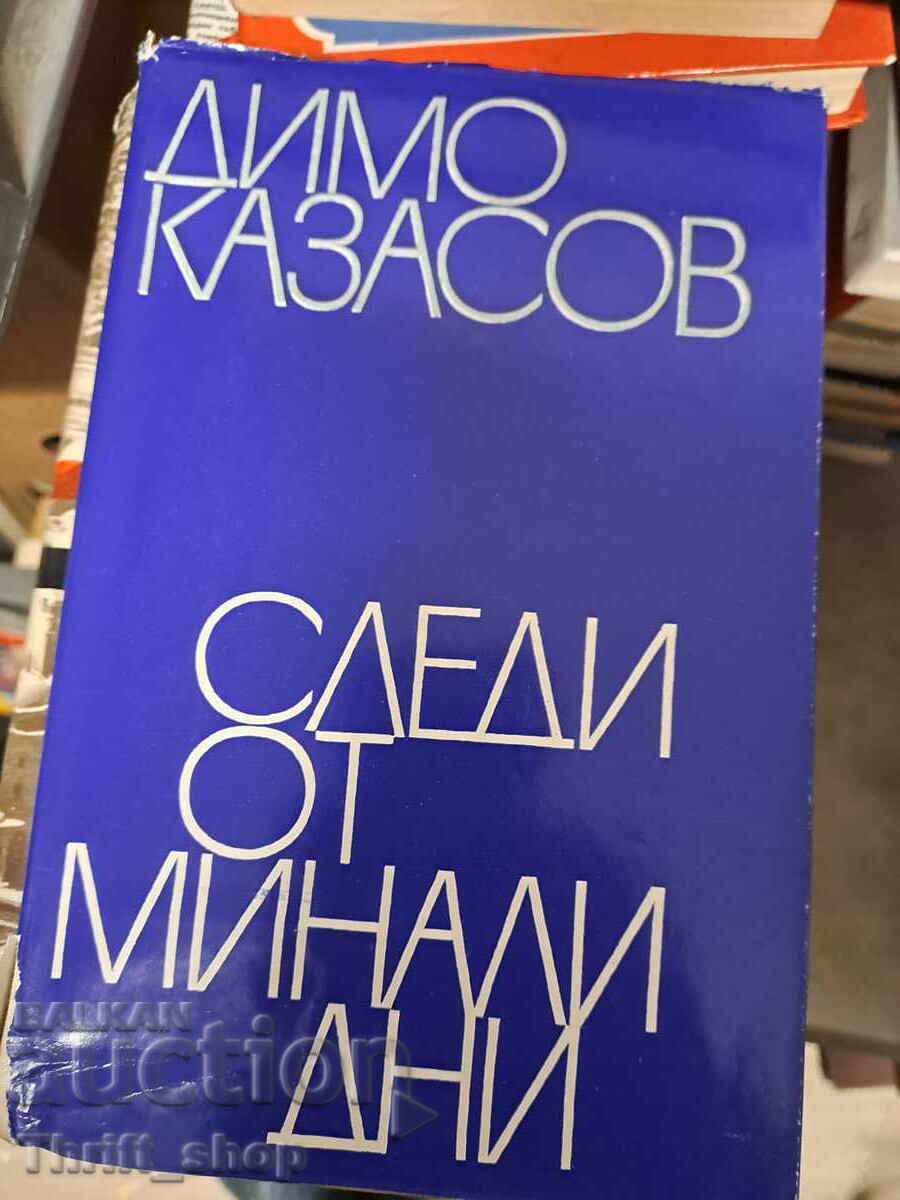 ДИМО
КАЗАСОВ
СЛЕДИ
ОТ
МИНАЛИ
ДНИ
BALKAN
auction
Thrift_shop